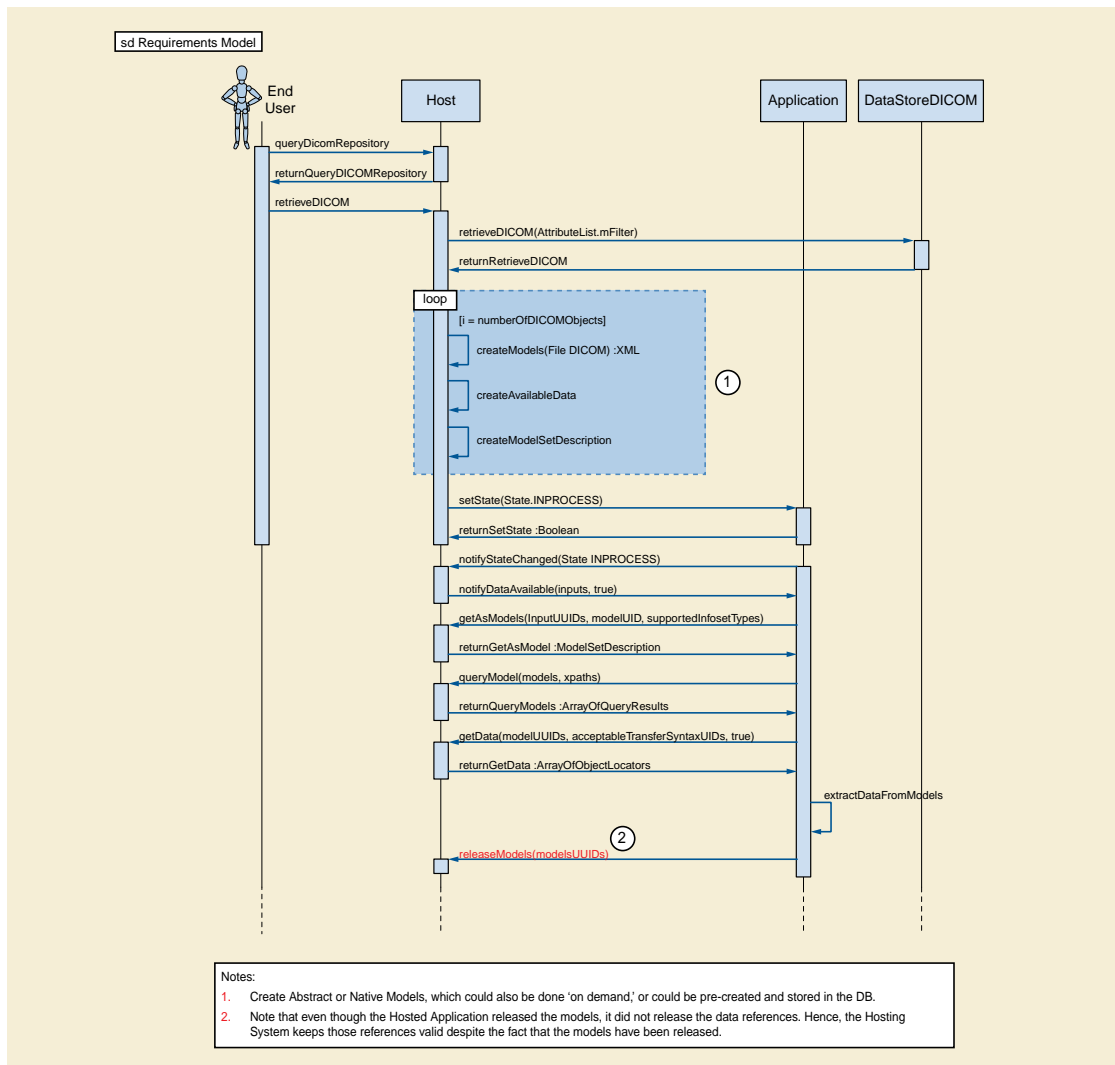 sd Requirements Model
End
User
Host
Application
DataStoreDICOM
queryDicomRepository
returnQueryDICOMRepository
retrieveDICOM
retrieveDICOM(AttributeList.mFilter)
returnRetrieveDICOM
loop
[i = numberOfDICOMObjects]
createModels(File DICOM) :XML
1
createAvailableData
createModelSetDescription
setState(State.INPROCESS)
returnSetState :Boolean
notifyStateChanged(State INPROCESS)
notifyDataAvailable(inputs, true)
getAsModels(InputUUIDs, modelUID, supportedInfosetTypes)
returnGetAsModel :ModelSetDescription
queryModel(models, xpaths)
returnQueryModels :ArrayOfQueryResults
getData(modelUUIDs, acceptableTransferSyntaxUIDs, true)
returnGetData :ArrayOfObjectLocators
extractDataFromModels
2
releaseModels(modelsUUIDs)
Notes:
1. Create Abstract or Native Models, which could also be done ‘on demand,’ or could be pre-created and stored in the DB.
2. Note that even though the Hosted Application released the models, it did not release the data references. Hence, the Hosting
System keeps those references valid despite the fact that the models have been released.